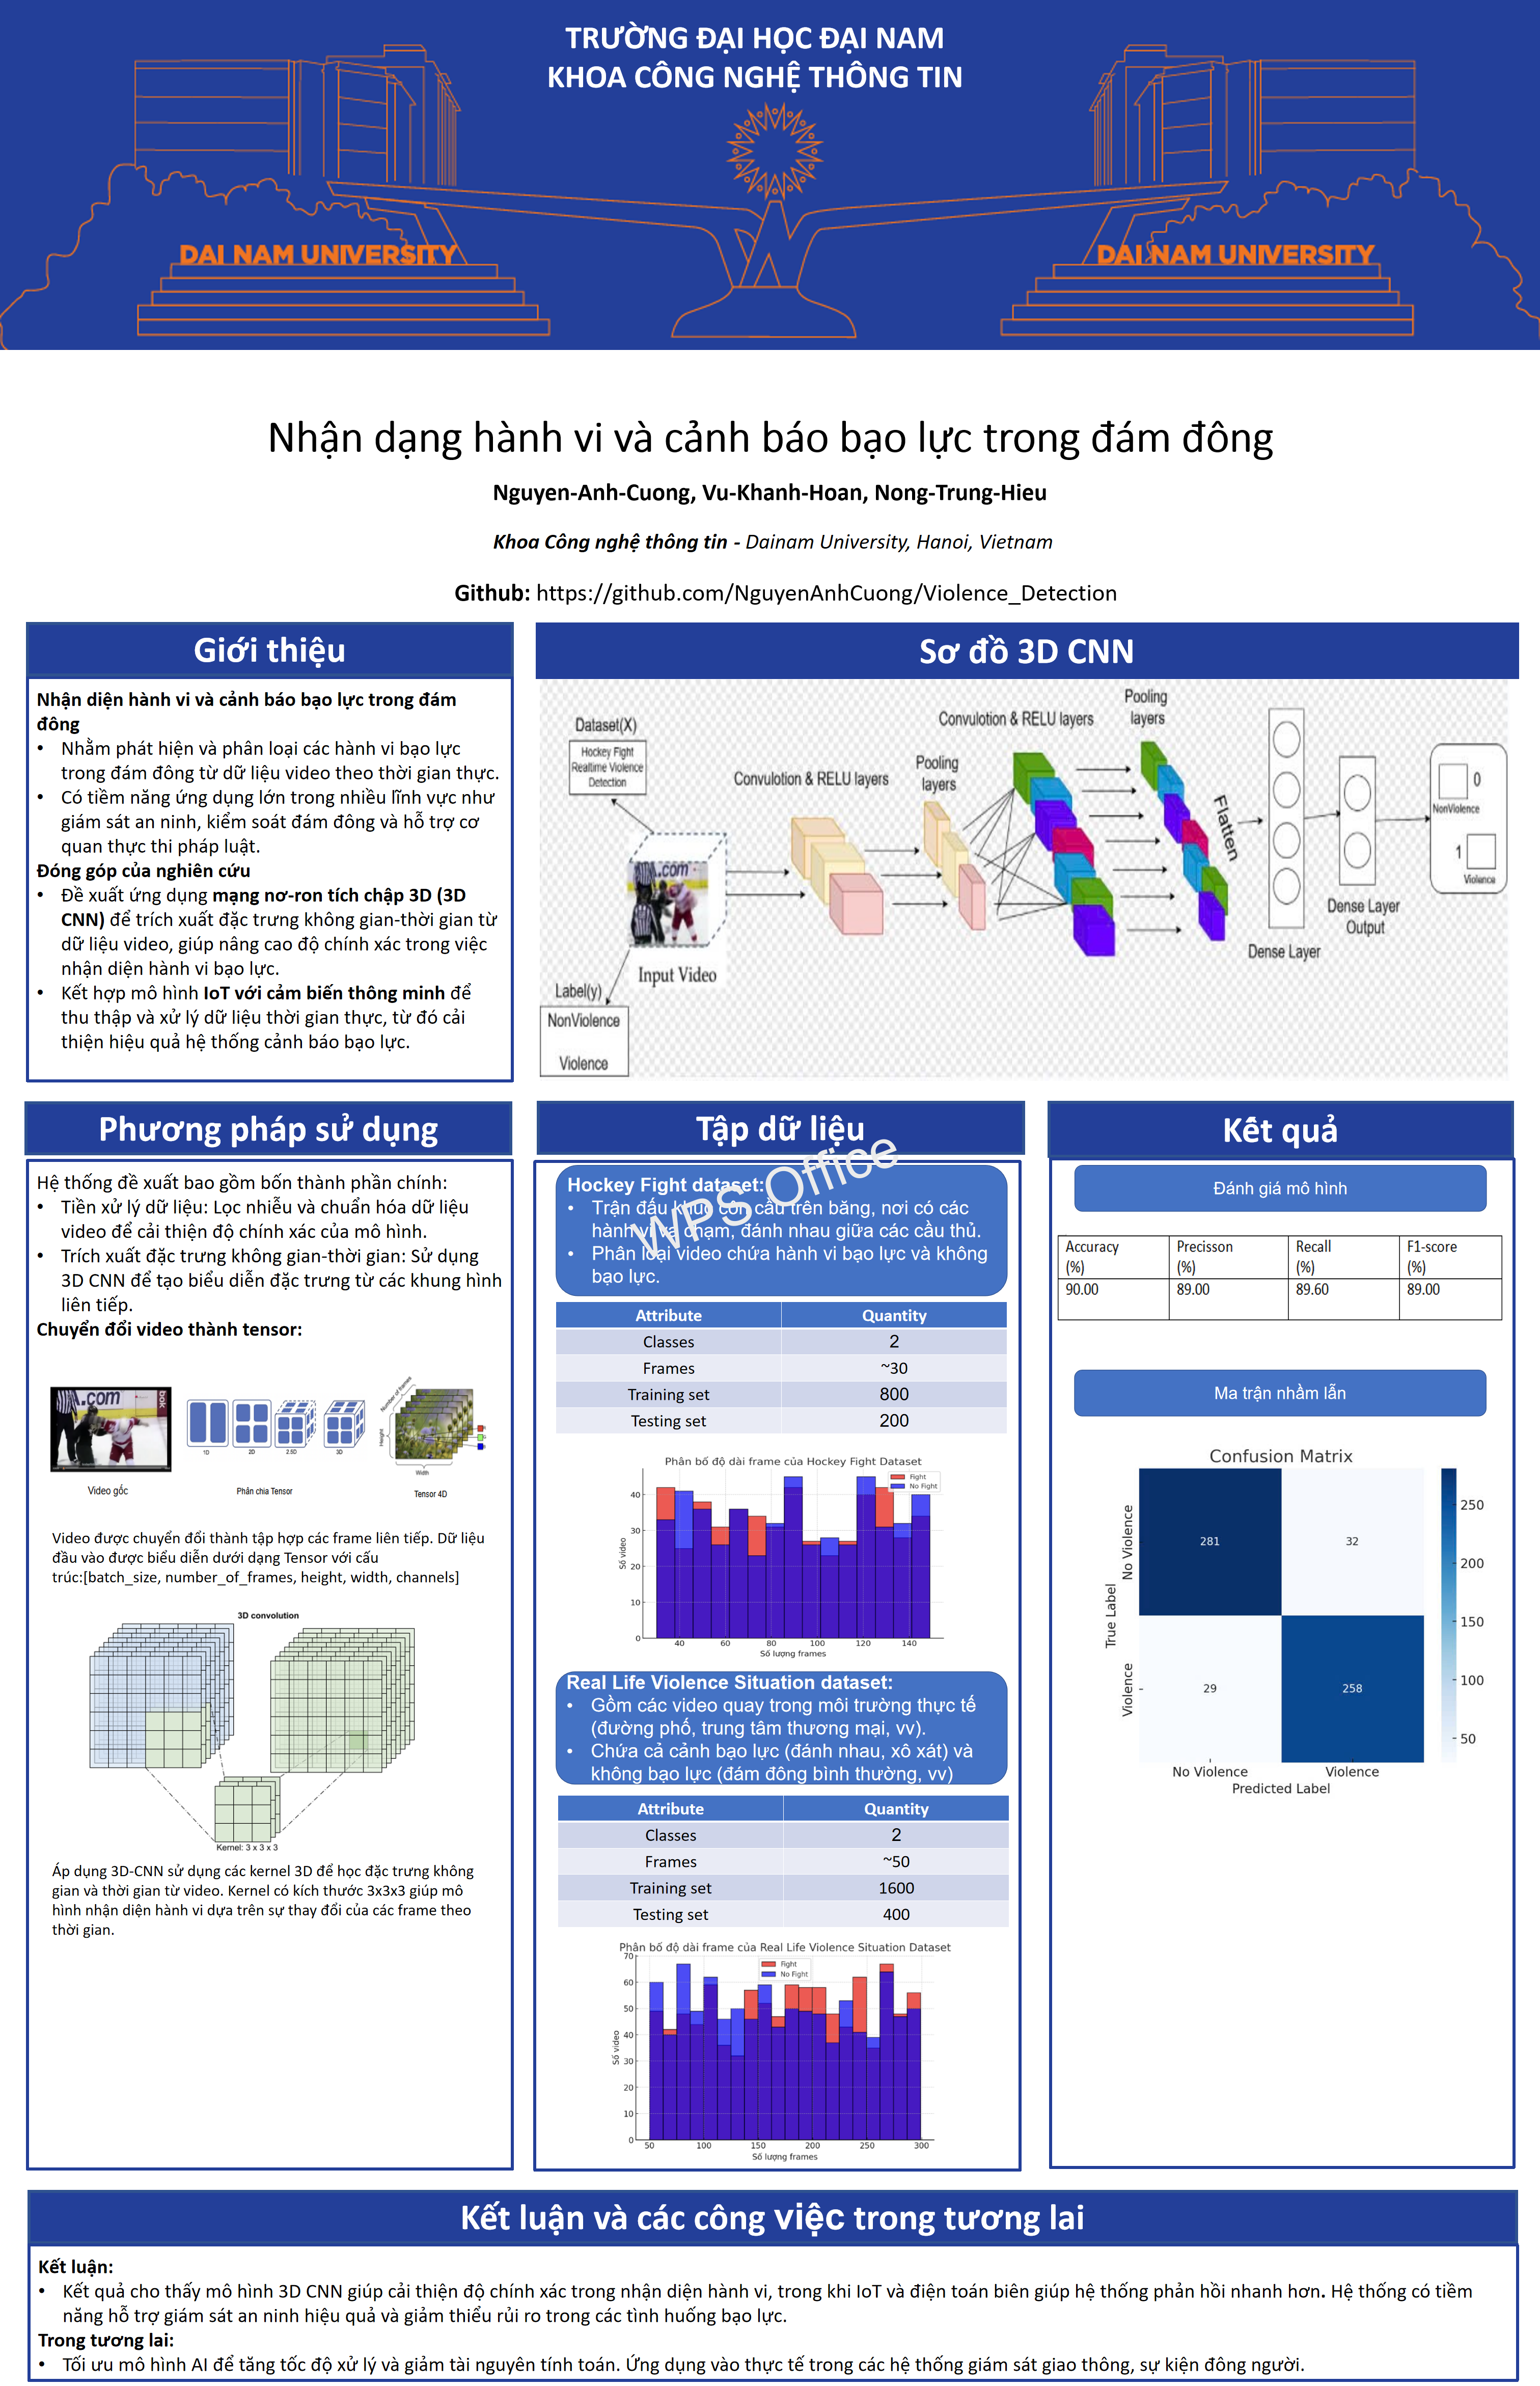 TRƯỜNG ĐẠI HỌC ĐẠI NAM
KHOA CÔNG NGHỆ THÔNG TIN
DAI NAM UNIVERSITY
DAI NAM UNIVERSITY
Nhận dạng hành vi và cảnh báo bạo lực trong đám đông
Nguyen-Anh-Cuong, Vu-Khanh-Hoan, Nong-Trung-Hieu
Khoa Công nghệ thông tin - Dainam University, Hanoi, Vietnam
Github: https://github.com/NguyenAnhCuong/Violence_Detection
Giới thiệu
Nhận diện hành vi và cảnh báo bạo lực trong đám
đông
• Nhằm phát hiện và phân loại các hành vi bạo lực
trong đám đông từ dữ liệu video theo thời gian thực.
• Có tiềm năng ứng dụng lớn trong nhiều lĩnh vực như
giám sát an ninh, kiểm soát đám đông và hỗ trợ cơ
quan thực thi pháp luật.
Đóng góp của nghiên cứu
• Đề xuất ứng dụng mạng nơ-ron tích chập 3D (3D
CNN) để trích xuất đặc trưng không gian-thời gian từ
dữ liệu video, giúp nâng cao độ chính xác trong việc
nhận diện hành vi bạo lực.
• Kết hợp mô hình IoT với cảm biến thông minh để
thu thập và xử lý dữ liệu thời gian thực, từ đó cải
thiện hiệu quả hệ thống cảnh báo bạo lực.
Sơ đồ 3D CNN
Dataset(X)
Hockey Fight
Realtime Violence
Detection
Convulotion & RELU layers
Pooling
layers
Convulotion & RELU layers
Pooling
layers
Flatten
.com
Input Video
Label(y)
NonViolence
Violence
Dense Layer
Dense Layer
Output
0
NonViolence
1
Violence
Phương pháp sử dụng
Hệ thống đề xuất bao gồm bốn thành phần chính:
• Tiền xử lý dữ liệu: Lọc nhiễu và chuẩn hóa dữ liệu
video để cải thiện độ chính xác của mô hình.
• Trích xuất đặc trưng không gian-thời gian: Sử dụng
3D CNN để tạo biểu diễn đặc trưng từ các khung hình
liên tiếp.
Chuyển đổi video thành tensor:
.com
bok
Video gốc
1D
2D
2.5D
3D
Phân chia Tensor
Number of frames
Height
Width
Tensor 4D
Video được chuyển đổi thành tập hợp các frame liên tiếp. Dữ liệu
đầu vào được biểu diễn dưới dạng Tensor với cấu
trúc:[batch_size, number_of_frames, height, width, channels]
3D convolution
Kernel: 3 x 3 x 3
Áp dụng 3D-CNN sử dụng các kernel 3D để học đặc trưng không
gian và thời gian từ video. Kernel có kích thước 3x3x3 giúp mô
hình nhận diện hành vi dựa trên sự thay đổi của các frame theo
thời gian.
Tập dữ liệu
WPS Office
Hockey Fight dataset:
• Trận đấu khúc côn cầu trên băng, nơi có các
hành vi va chạm, đánh nhau giữa các cầu thủ.
• Phân loại video chứa hành vi bạo lực và không
bạo lực.
Attribute Quantity
Classes 2
Frames ~30
Training set 800
Testing set 200
Phân bố độ dài frame của Hockey Fight Dataset
Fight
No Fight
Số video
40
30
20
10
0
40 60 80 100 120 140
Số lượng frames
Real Life Violence Situation dataset:
• Gồm các video quay trong môi trường thực tế
(đường phố, trung tâm thương mại, vv).
• Chứa cả cảnh bạo lực (đánh nhau, xô xát) và
không bạo lực (đám đông bình thường, vv)
Attribute Quantity
Classes 2
Frames ~50
Training set 1600
Testing set 400
Phân bố độ dài frame của Real Life Violence Situation Dataset
Fight
No Fight
Số video
70
60
50
40
30
20
10
0
50 100 150 200 250 300
Số lượng frames
Kết quả
Đánh giá mô hình
Accuracy (%) Precisson (%) Recall (%) F1-score (%)
90.00 89.00 89.60 89.00
Ma trận nhầm lẫn
Confusion Matrix
True Label
No Violence
Violence
281 32
29 258
No Violence Violence
Predicted Label
250
200
150
100
50
Kết luận và các công việc trong tương lai
Kết luận:
• Kết quả cho thấy mô hình 3D CNN giúp cải thiện độ chính xác trong nhận diện hành vi, trong khi IoT và điện toán biên giúp hệ thống phản hồi nhanh hơn. Hệ thống có tiềm
năng hỗ trợ giám sát an ninh hiệu quả và giảm thiểu rủi ro trong các tình huống bạo lực.
Trong tương lai:
• Tối ưu mô hình AI để tăng tốc độ xử lý và giảm tài nguyên tính toán. Ứng dụng vào thực tế trong các hệ thống giám sát giao thông, sự kiện đông người.